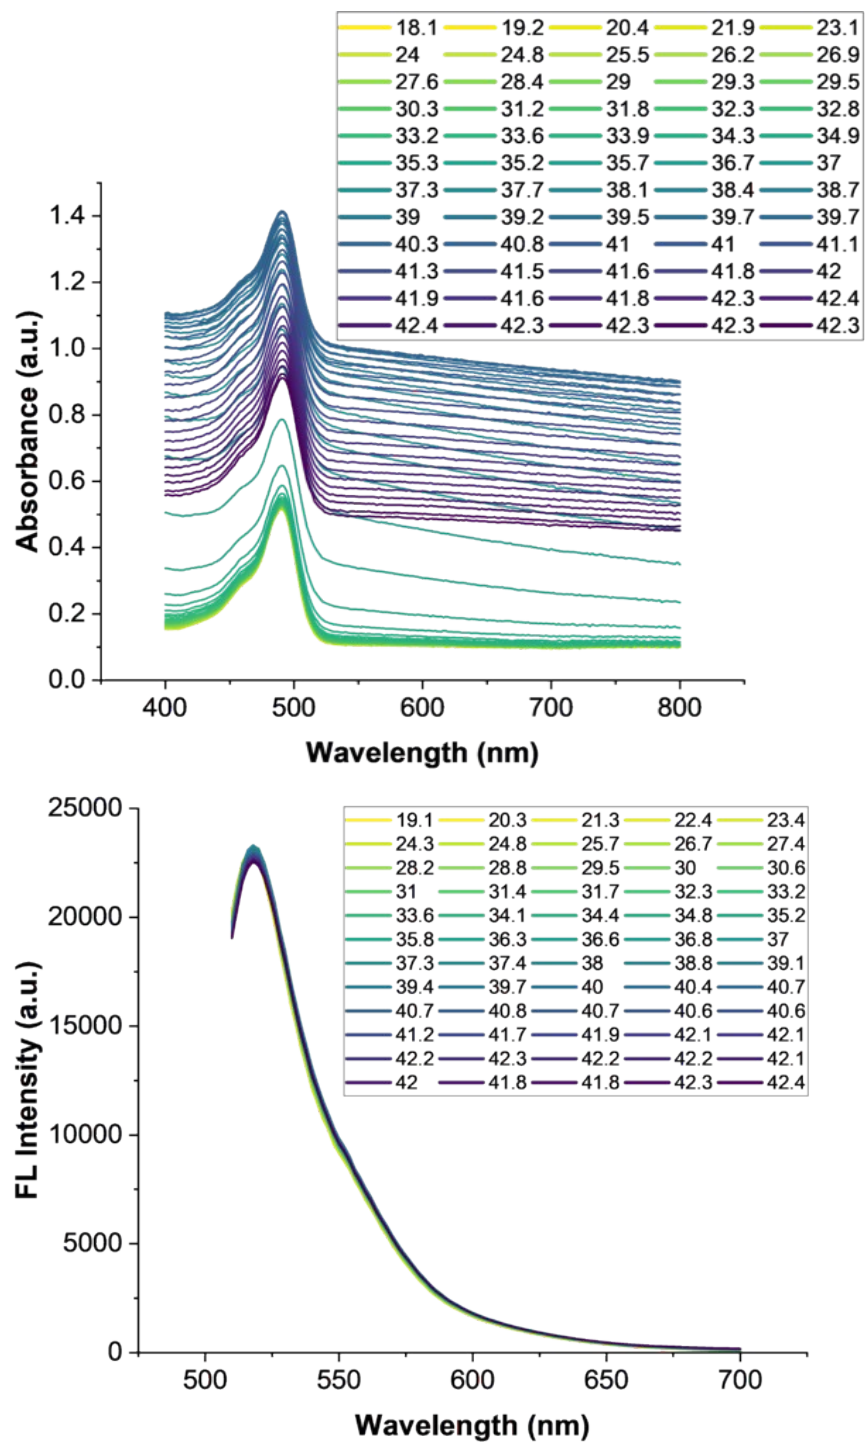 18.1 19.2 20.4 21.9 23.1
24 24.8 25.5 26.2 26.9
27.6 28.4 29 29.3 29.5
30.3 31.2 31.8 32.3 32.8
33.2 33.6 33.9 34.3 34.9
35.3 35.2 35.7 36.7 37
37.3 37.7 38.1 38.4 38.7
39 39.2 39.5 39.7 39.7
40.3 40.8 41 41 41.1
41.3 41.5 41.6 41.8 42
41.9 41.6 41.8 42.3 42.4
42.4 42.3 42.3 42.3 42.3
1.4
1.2
1.0
0.8
0.6
0.4
0.2
0.0
Absorbance (a.u.)
400 500 600 700 800
Wavelength (nm)
25000
20000
15000
10000
5000
0
FL Intensity (a.u.)
19.1 20.3 21.3 22.4 23.4
24.3 24.8 25.7 26.7 27.4
28.2 28.8 29.5 30 30.6
31 31.4 31.7 32.3 33.2
33.6 34.1 34.4 34.8 35.2
35.8 36.3 36.6 36.8 37
37.3 37.4 38 38.8 39.1
39.4 39.7 40 40.4 40.7
40.7 40.8 40.7 40.6 40.6
41.2 41.7 41.9 42.1 42.1
42.2 42.3 42.2 42.2 42.1
42 41.8 41.8 42.3 42.4
500 550 600 650 700
Wavelength (nm)